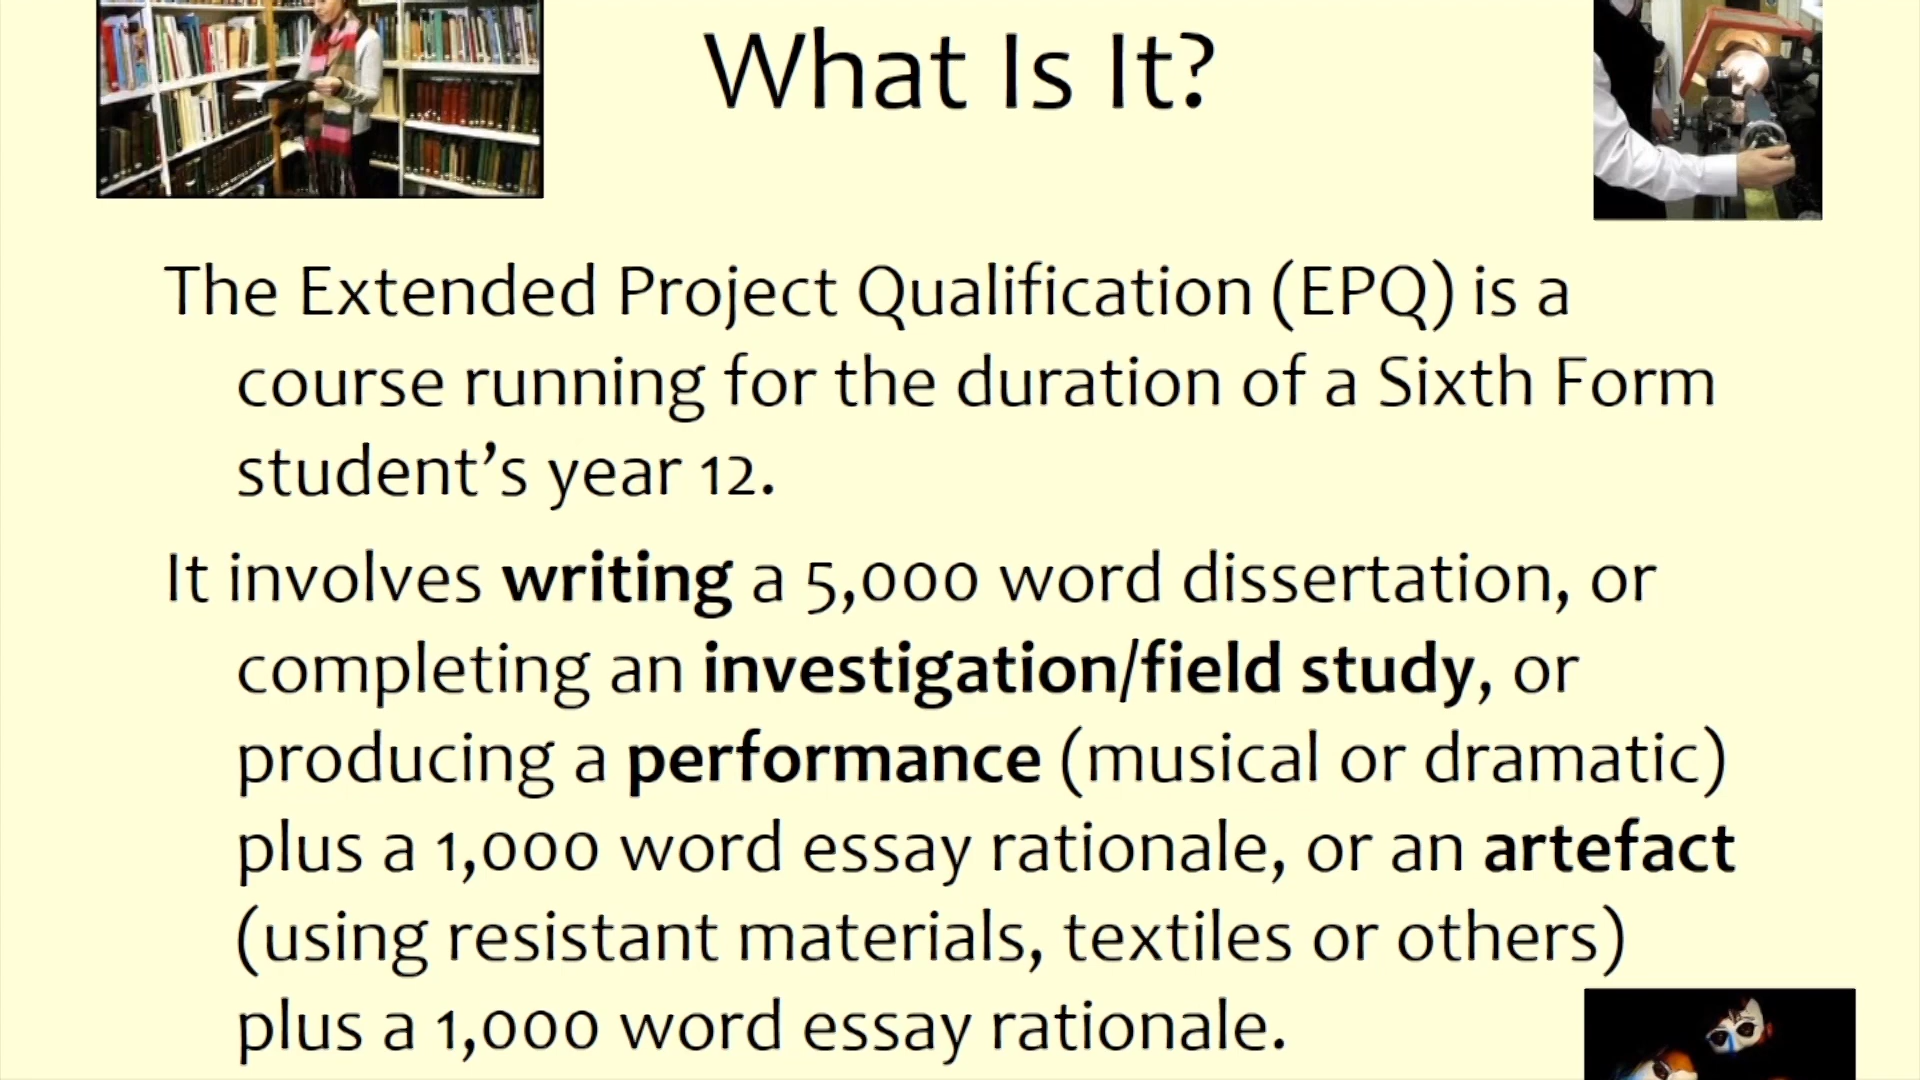 What Is It?
The Extended Project Qualification (EPQ) is a
course running for the duration of a Sixth Form
student’s year 12.
It involves writing a 5,000 word dissertation, or
completing an investigation/field study, or
producing a performance (musical or dramatic)
plus a 1,000 word essay rationale, or an artefact
(using resistant materials, textiles or others)
plus a 1,000 word essay rationale.